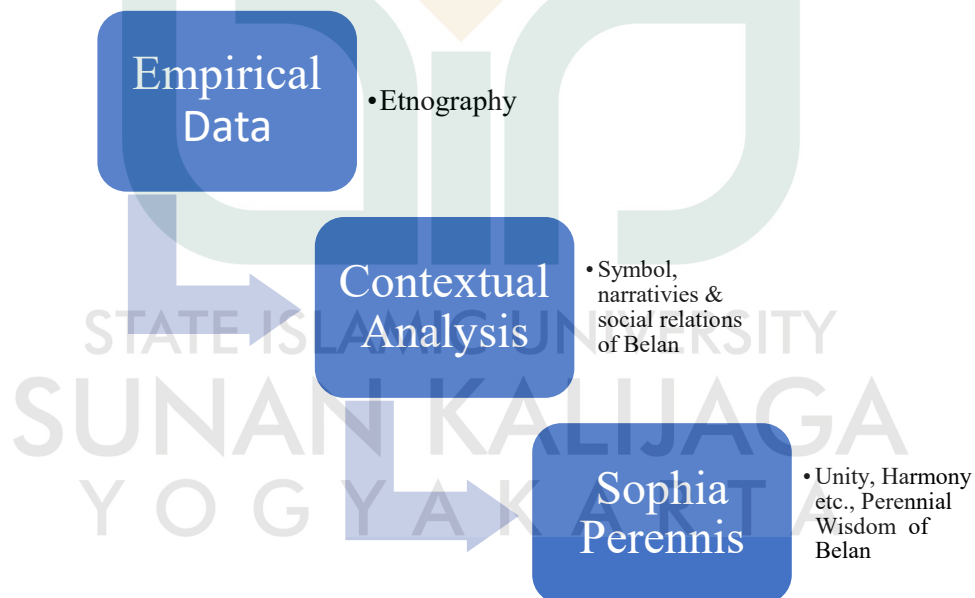 Empirical
Data
•Etnography
Contextual
Analysis
• Symbol,
narrativies &
social relations
of Belan
STATE ISLAMIC UNIVERSITY
SUNAN KALIJAGA
YOGYAKARTA
Sophia
Perennis
• Unity, Harmony
etc., Perennial
Wisdom of
Belan